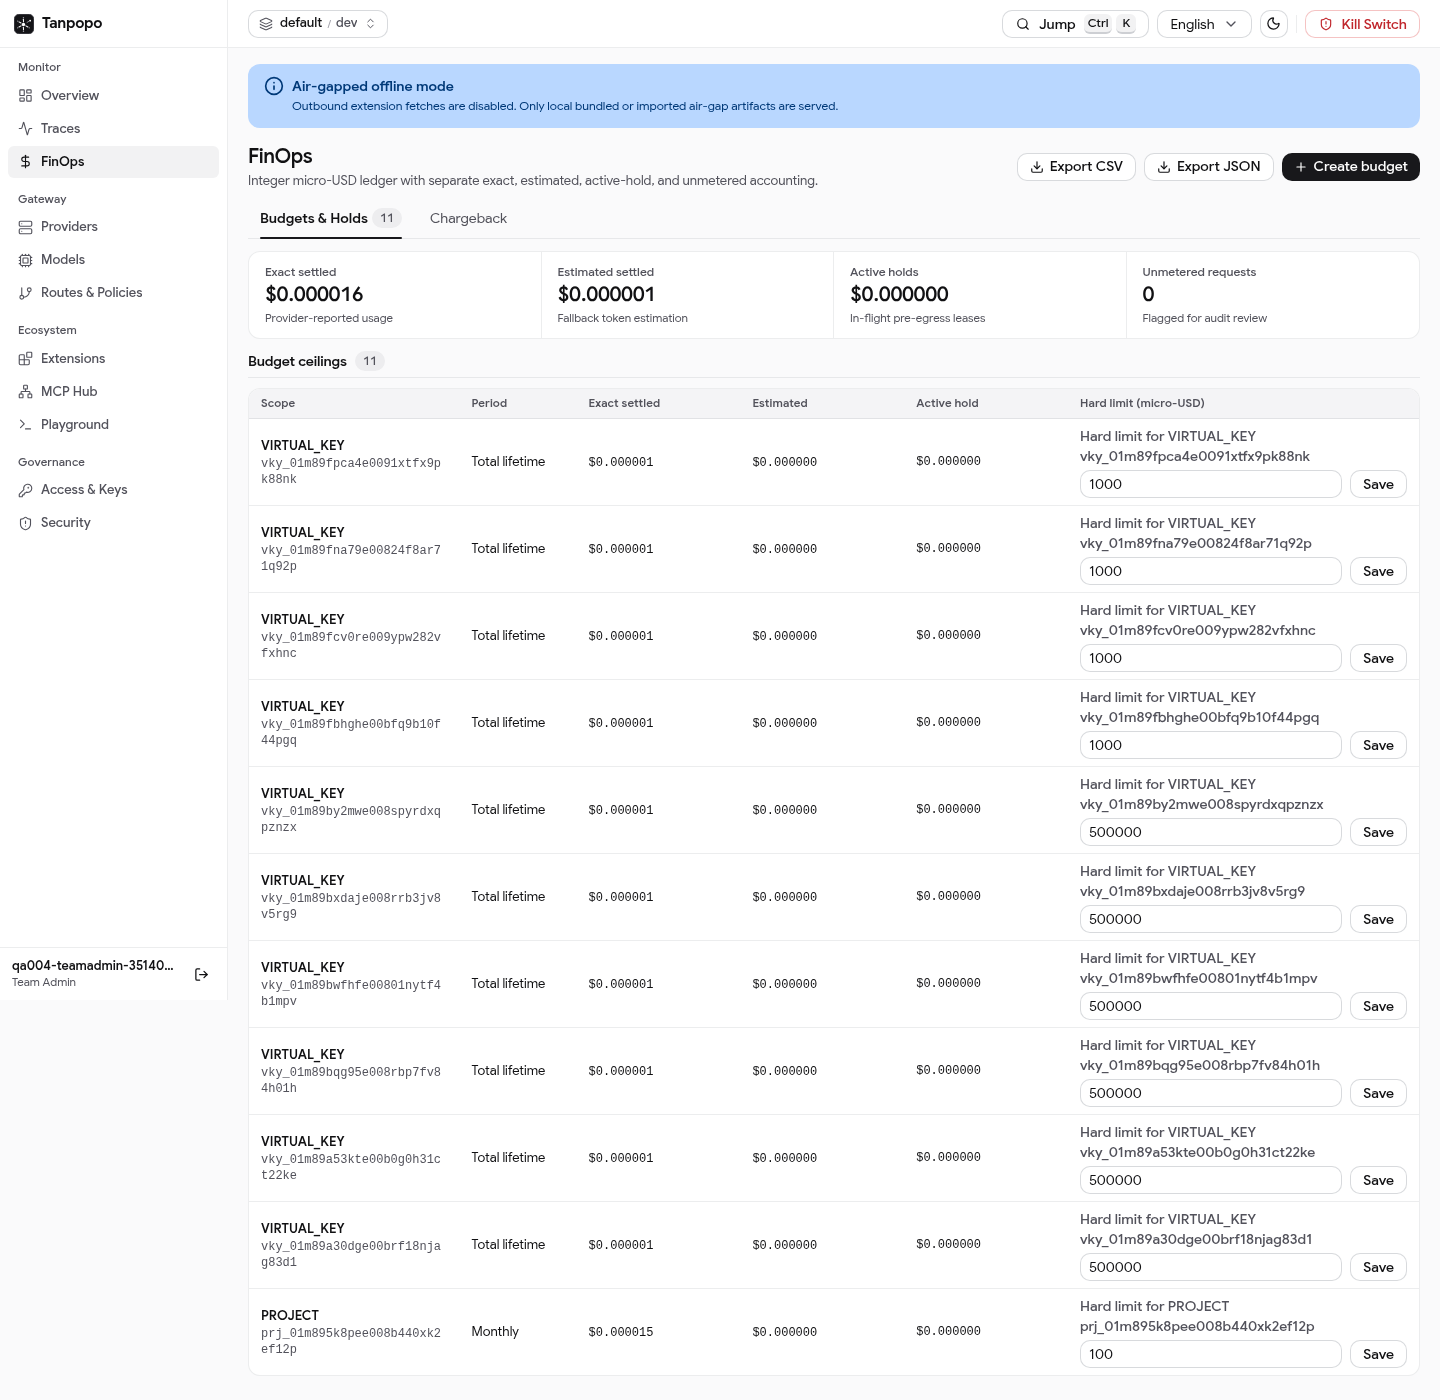 Tanpopo
default / dev
Jump Ctrl K
English
Kill Switch
Monitor
Overview
Traces
FinOps
Gateway
Providers
Models
Routes & Policies
Ecosystem
Extensions
MCP Hub
Playground
Governance
Access & Keys
Security
qa004-teamadmin-35140...
Team Admin
Air-gapped offline mode
Outbound extension fetches are disabled. Only local bundled or imported air-gap artifacts are served.
FinOps
Integer micro-USD ledger with separate exact, estimated, active-hold, and unmetered accounting.
Export CSV
Export JSON
Create budget
Budgets & Holds 11
Chargeback
Exact settled
$0.000016
Provider-reported usage
Estimated settled
$0.000001
Fallback token estimation
Active holds
$0.000000
In-flight pre-egress leases
Unmetered requests
0
Flagged for audit review
Budget ceilings 11
Scope Period Exact settled Estimated Active hold Hard limit (micro-USD)
VIRTUAL_KEY
vky_01m89fpca4e0091xtfx9p
k88nk
Total lifetime $0.000001 $0.000000 $0.000000
Hard limit for VIRTUAL_KEY
vky_01m89fpca4e0091xtfx9pk88nk
1000 Save
VIRTUAL_KEY
vky_01m89fna79e00824f8ar7
1q92p
Total lifetime $0.000001 $0.000000 $0.000000
Hard limit for VIRTUAL_KEY
vky_01m89fna79e00824f8ar71q92p
1000 Save
VIRTUAL_KEY
vky_01m89fcv0re009ypw282v
fxhnc
Total lifetime $0.000001 $0.000000 $0.000000
Hard limit for VIRTUAL_KEY
vky_01m89fcv0re009ypw282vfxhnc
1000 Save
VIRTUAL_KEY
vky_01m89fbhghe00bfq9b10f
44pgq
Total lifetime $0.000001 $0.000000 $0.000000
Hard limit for VIRTUAL_KEY
vky_01m89fbhghe00bfq9b10f44pgq
1000 Save
VIRTUAL_KEY
vky_01m89by2mwe008spyrdxq
pznzx
Total lifetime $0.000001 $0.000000 $0.000000
Hard limit for VIRTUAL_KEY
vky_01m89by2mwe008spyrdxqpznzx
500000 Save
VIRTUAL_KEY
vky_01m89bxdaje008rrb3jv8
v5rg9
Total lifetime $0.000001 $0.000000 $0.000000
Hard limit for VIRTUAL_KEY
vky_01m89bxdaje008rrb3jv8v5rg9
500000 Save
VIRTUAL_KEY
vky_01m89bwfhfe00801nytf4
b1mpv
Total lifetime $0.000001 $0.000000 $0.000000
Hard limit for VIRTUAL_KEY
vky_01m89bwfhfe00801nytf4b1mpv
500000 Save
VIRTUAL_KEY
vky_01m89bqg95e008rbp7fv8
4h01h
Total lifetime $0.000001 $0.000000 $0.000000
Hard limit for VIRTUAL_KEY
vky_01m89bqg95e008rbp7fv84h01h
500000 Save
VIRTUAL_KEY
vky_01m89a53kte00b0g0h31c
t22ke
Total lifetime $0.000001 $0.000000 $0.000000
Hard limit for VIRTUAL_KEY
vky_01m89a53kte00b0g0h31ct22ke
500000 Save
VIRTUAL_KEY
vky_01m89a30dge00brf18nja
g83d1
Total lifetime $0.000001 $0.000000 $0.000000
Hard limit for VIRTUAL_KEY
vky_01m89a30dge00brf18njag83d1
500000 Save
PROJECT
prj_01m895k8pee008b440xk2
ef12p
Monthly $0.000015 $0.000000 $0.000000
Hard limit for PROJECT
prj_01m895k8pee008b440xk2ef12p
100 Save